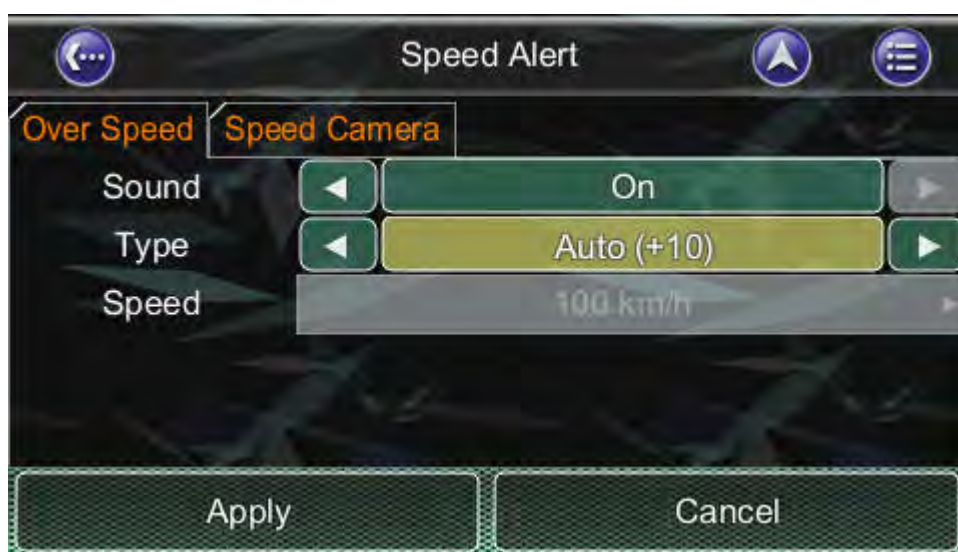 Speed Alert
Over Speed Speed Camera
Sound On
Type Auto (+10)
Speed 100 km/h
Apply Cancel